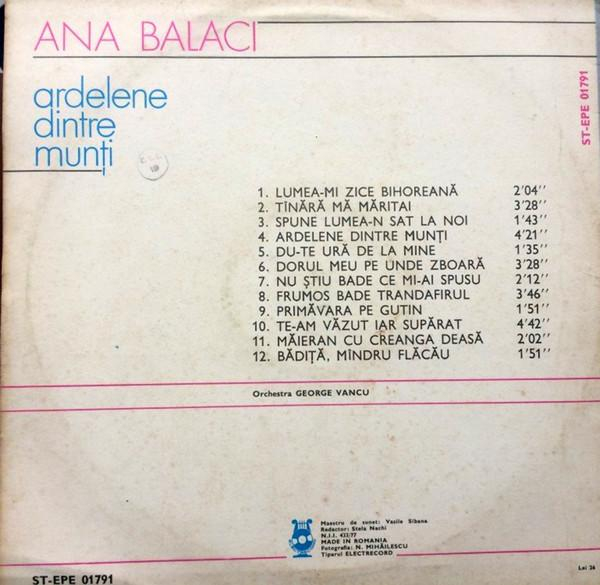 ANA BALACI
ardelene
dintre
munți
ST-EPE 01791
1. LUMEA-MI ZICE BIHOREANĂ 2'04''
2. TÎNĂRĂ MĂ MĂRITAI 3'28''
3. SPUNE LUMEA-N SAT LA NOI 1'43''
4. ARDELENE DINTRE MUNȚI 4'21''
5. DU-TE URĂ DE LA MINE 1'35''
6. DORUL MEU PE UNDE ZBOARĂ 3'28''
7. NU ȘTIU BADE CE MI-AI SPUSU 2'12''
8. FRUMOS BADE TRANDAFIRUL 3'46''
9. PRIMĂVARA PE GUTIN 1'51''
10. TE-AM VĂZUT IAR SUPĂRAT 4'42''
11. MĂIERAN CU CREANGA DEASĂ 2'02''
12. BĂDIȚĂ, MÎNDRU FLĂCĂU 1'51''
Orchestra GEORGE VANCU
Maestru de sunet: Vasile Sibana
Redactor: Stela Nachi
N.I.I. 433/77
MADE IN ROMANIA
Fotografia: N. MIHĂILESCU
Tiparul ELECTRECORD
Lei 26
ST-EPE 01791